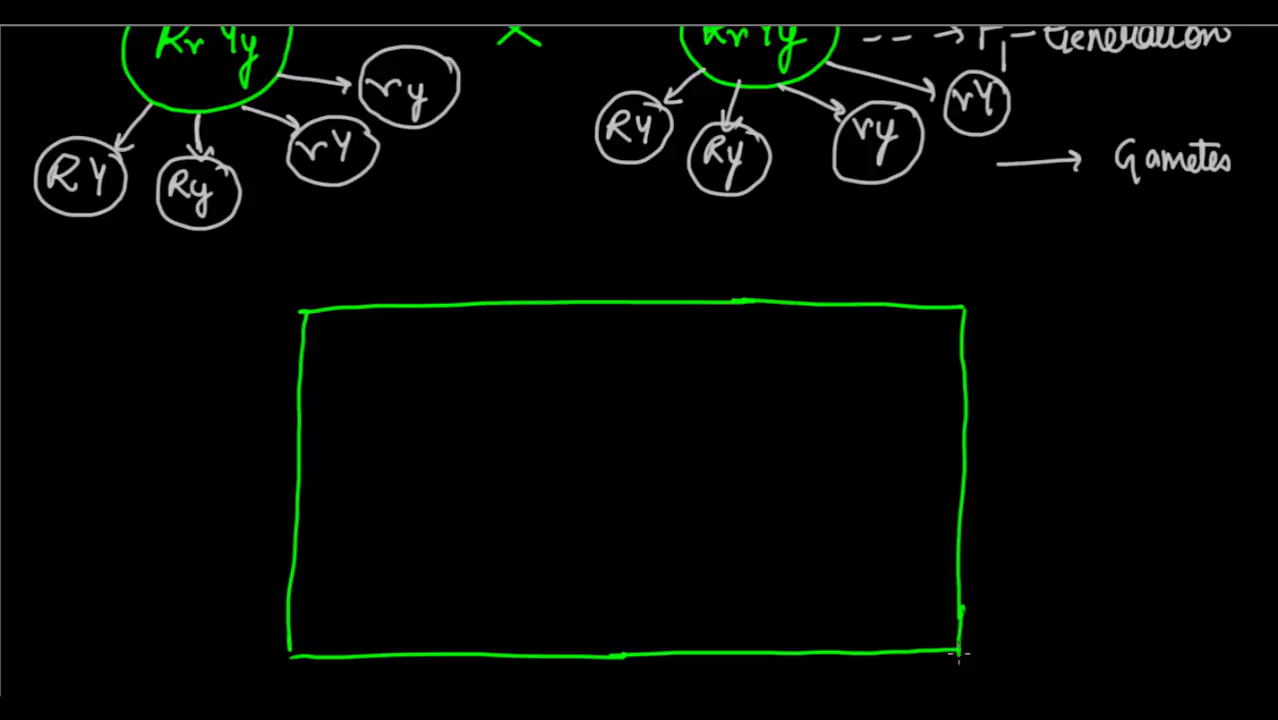 RrYy × RrYy --→ F1-Generation
RY Ry rY ry RY Ry ry rY → Gametes